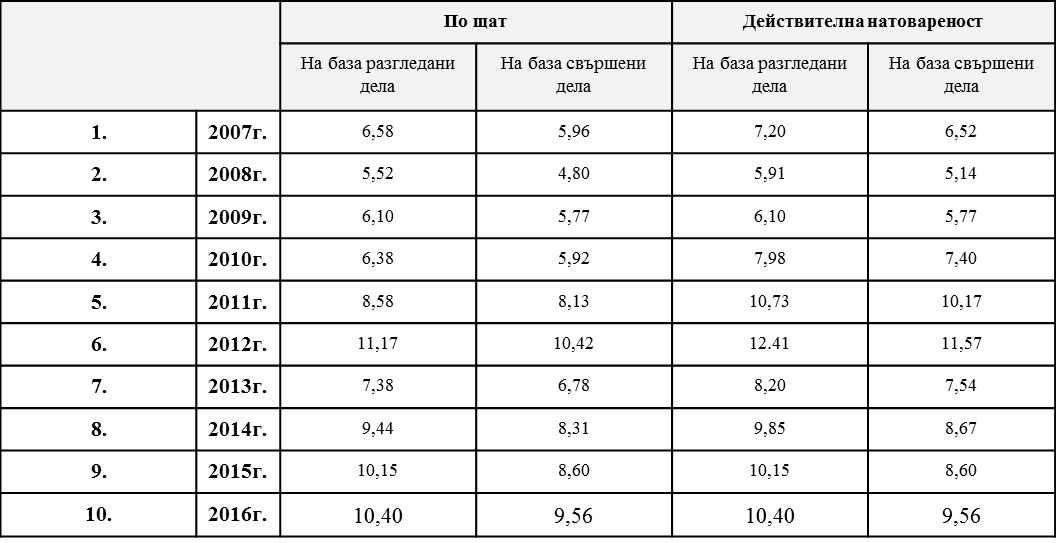 По щат Действителна натовареност
На база разгледани дела На база свършени дела На база разгледани дела На база свършени дела
1. 2007г. 6,58 5,96 7,20 6,52
2. 2008г. 5,52 4,80 5,91 5,14
3. 2009г. 6,10 5,77 6,10 5,77
4. 2010г. 6,38 5,92 7,98 7,40
5. 2011г. 8,58 8,13 10,73 10,17
6. 2012г. 11,17 10,42 12.41 11,57
7. 2013г. 7,38 6,78 8,20 7,54
8. 2014г. 9,44 8,31 9,85 8,67
9. 2015г. 10,15 8,60 10,15 8,60
10. 2016г. 10,40 9,56 10,40 9,56